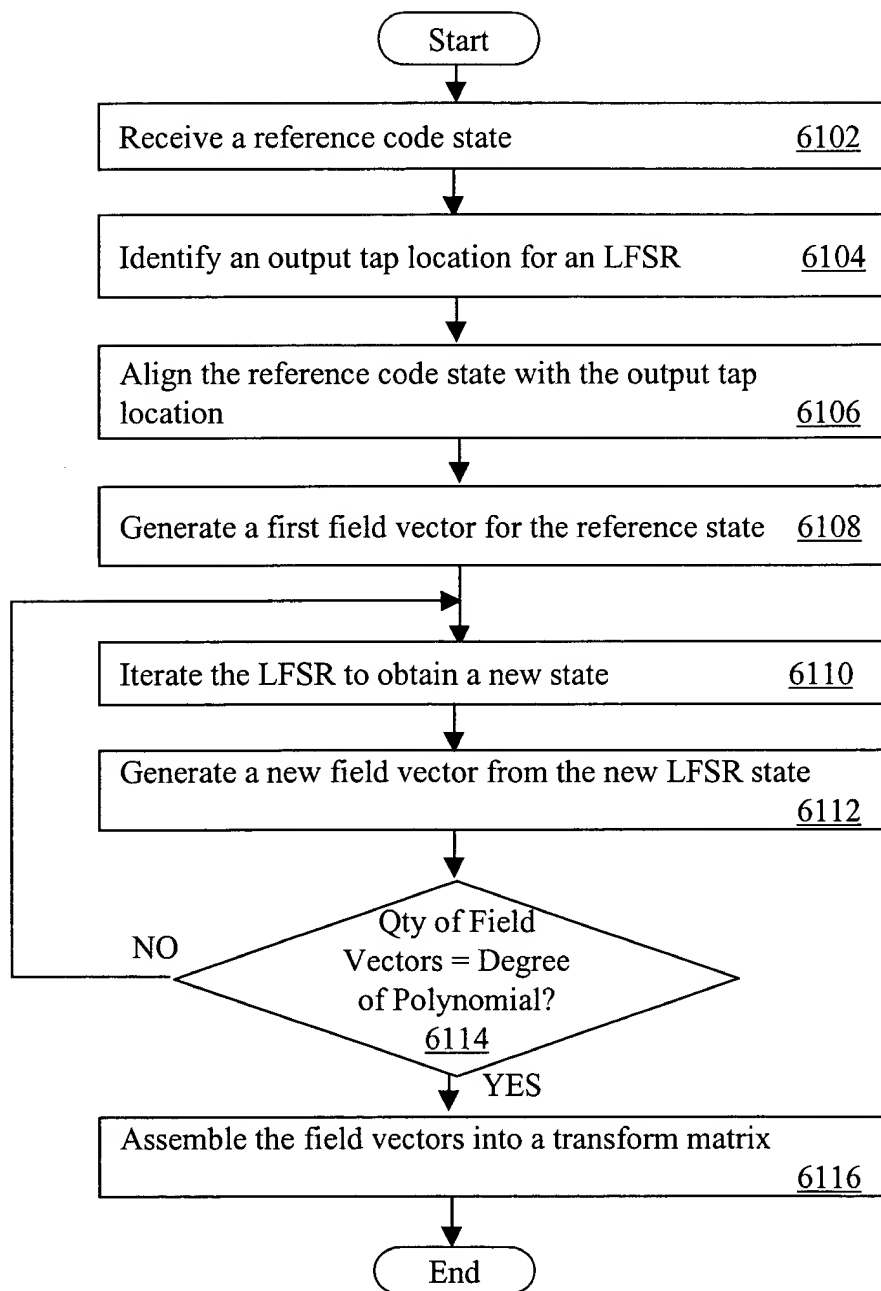 Start
Receive a reference code state 6102
Identify an output tap location for an LFSR 6104
Align the reference code state with the output tap
location 6106
Generate a first field vector for the reference state 6108
Iterate the LFSR to obtain a new state 6110
Generate a new field vector from the new LFSR state
6112
Qty of Field
Vectors = Degree
of Polynomial?
6114
NO
YES
Assemble the field vectors into a transform matrix
6116
End